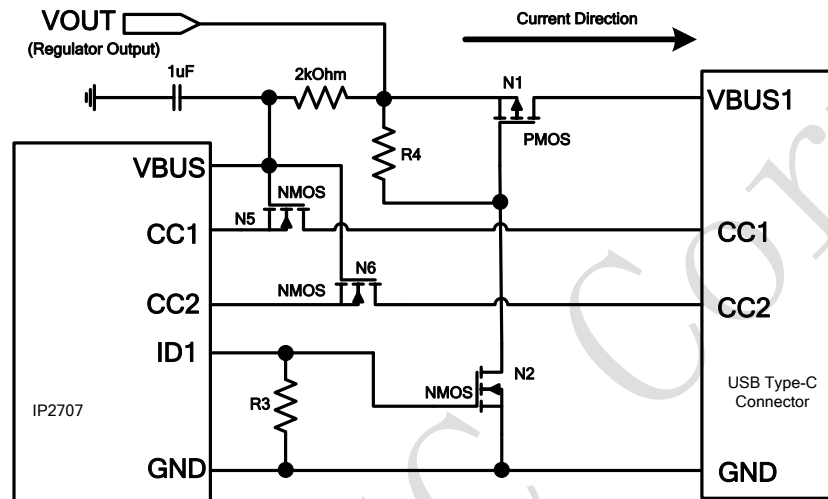 VOUT
(Regulator Output)
Current Direction
1uF
2kOhm
N1
PMOS
VBUS1
R4
VBUS
NMOS
N5
CC1
CC1
N6
NMOS
CC2
CC2
ID1
N2
NMOS
R3
IP2707
USB Type-C
Connector
GND
GND
C Cor